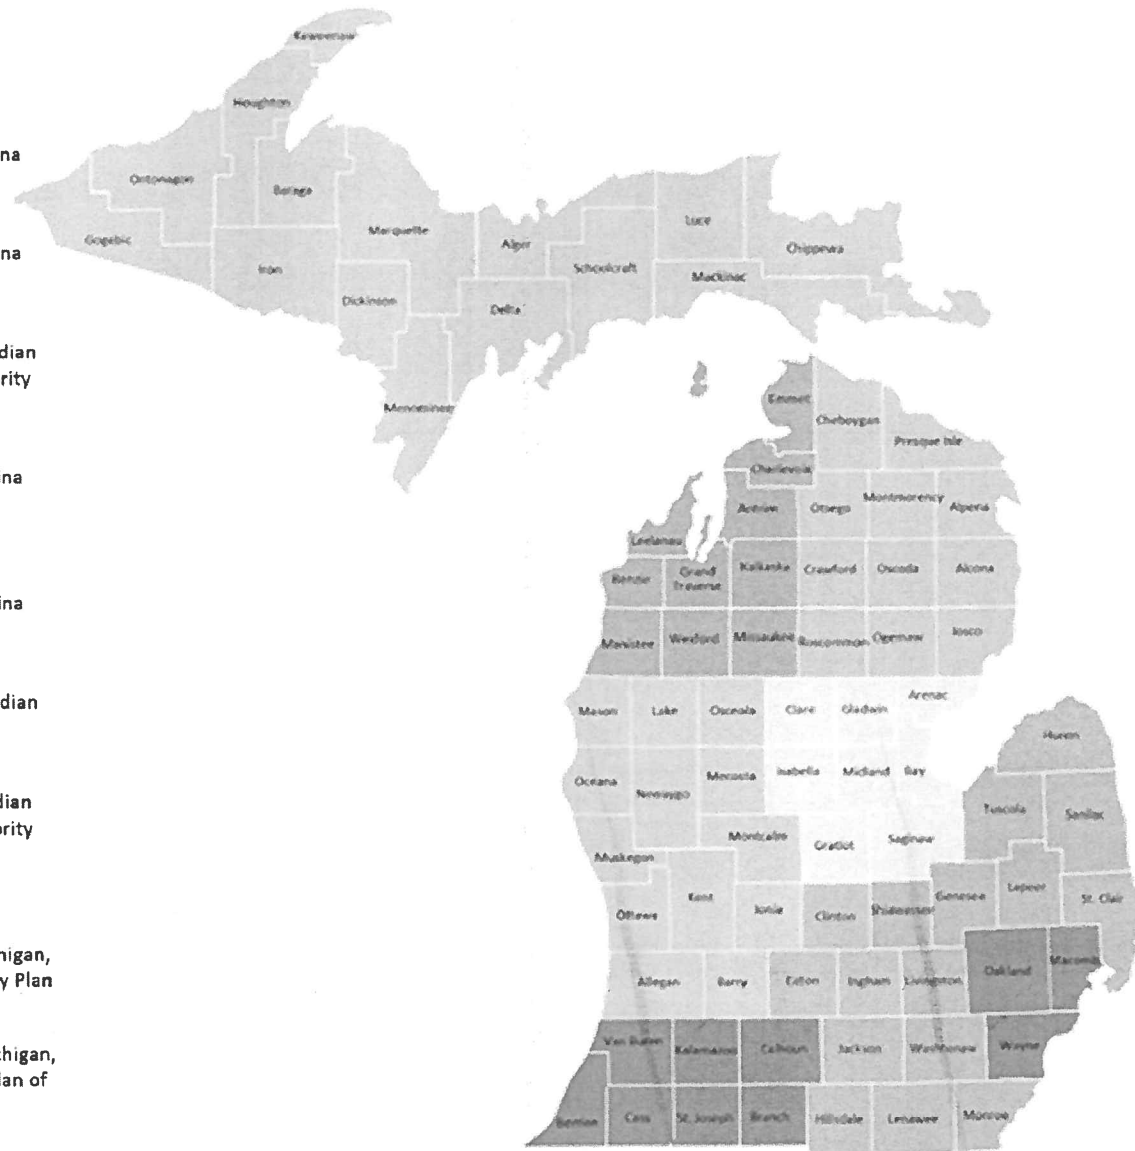 Keweenaw
Houghton
Ontonagon
Baraga
Gogebic
Marquette
Alger
Luce
Chippewa
Iron
Schoolcraft
Mackinac
Dickinson
Delta
Menominee
na
na
dian
rity
ina
ina
dian
dian
ority
higan,
y Plan
chigan,
lan of
Emmet
Cheboygan
Presque Isle
Charlevoix
Antrim
Otsego
Montmorency
Alpena
Leelanau
Benzie
Grand
Traverse
Kalkaska
Crawford
Oscoda
Alcona
Manistee
Wexford
Missaukee
Roscommon
Ogemaw
Iosco
Arenac
Mason
Lake
Osceola
Clare
Gladwin
Huron
Oceana
Newaygo
Mecosta
Isabella
Midland
Bay
Tuscola
Sanilac
Montcalm
Gratiot
Saginaw
Muskegon
Kent
Ionia
Ottawa
Clinton
Shiawassee
Genesee
Lapeer
St. Clair
Allegan
Barry
Eaton
Ingham
Livingston
Oakland
Macomb
Van Buren
Kalamazoo
Calhoun
Jackson
Washtenaw
Wayne
Berrien
Cass
St. Joseph
Branch
Hillsdale
Lenawee
Monroe